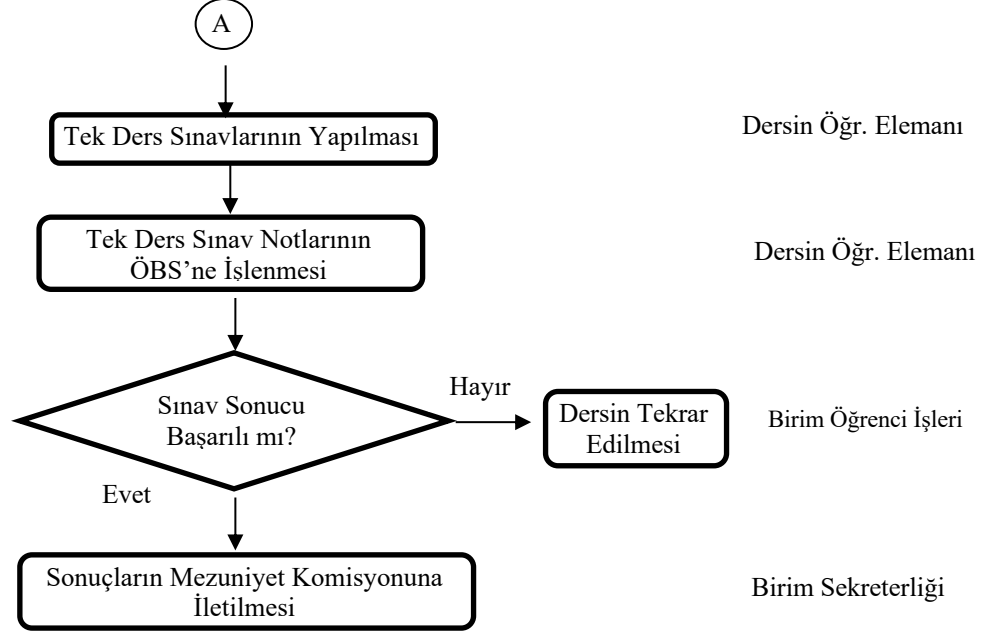 A
Tek Ders Sınavlarının Yapılması
Dersin Öğr. Elemanı
Tek Ders Sınav Notlarının
ÖBS’ne İşlenmesi
Dersin Öğr. Elemanı
Sınav Sonucu
Başarılı mı?
Hayır
Dersin Tekrar
Edilmesi
Birim Öğrenci İşleri
Evet
Sonuçların Mezuniyet Komisyonuna
İletilmesi
Birim Sekreterliği